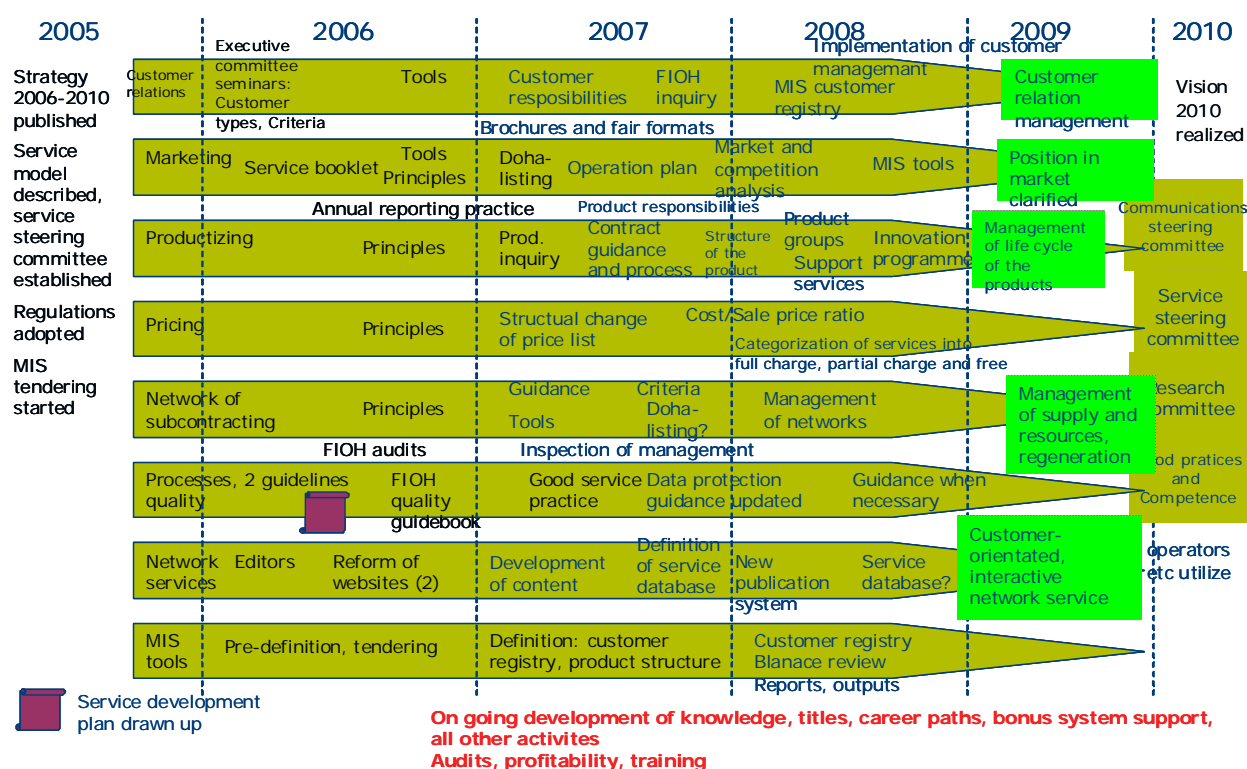 2005 2006 2007 2008 2009 2010
Strategy
2006-2010
published
Service
model
described,
service
steering
committee
established
Regulations
adopted
MIS
tendering
started
Customer
relations
Executive
committee
seminars:
Customer
types, Criteria
Tools
Customer
resposibilities
FIOH
inquiry
Implementation of customer
managemant
MIS customer
registry
Customer
relation
management
Vision
2010
realized
Brochures and fair formats
Marketing
Service booklet
Tools
Principles
Doha-
listing
Operation plan
Market and
competition
analysis
MIS tools
Position in
market
clarified
Annual reporting practice
Product responsibilities
Productizing
Principles
Prod.
inquiry
Contract
guidance
and process
Structure
of the
product
Product
groups
Support
services
Innovation
programme
Management
of life cycle
of the
products
Communications
steering
committee
Pricing
Principles
Structual change
of price list
Cost/Sale price ratio
Categorization of services into
full charge, partial charge and free
Service
steering
committee
Network of
subcontracting
Principles
Guidance
Tools
Criteria
Doha-
listing?
Management
of networks
Management
of supply and
resources,
regeneration
esearch
ommittee
FIOH audits
Inspection of management
Processes, 2 guidelines
quality
FIOH
quality
guidebook
Good service
practice
Data protection
guidance updated
Guidance when
necessary
od pratices
and
Competence
Network
services
Editors
Reform of
websites (2)
Development
of content
Definition
of service
database
New
publication
system
Service
database?
Customer-
orientated,
interactive
network service
operators
etc utilize
MIS
tools
Pre-definition, tendering
Definition: customer
registry, product structure
Customer registry
Blanace review
Reports, outputs
Service development
plan drawn up
On going development of knowledge, titles, career paths, bonus system support,
all other activites
Audits, profitability, training